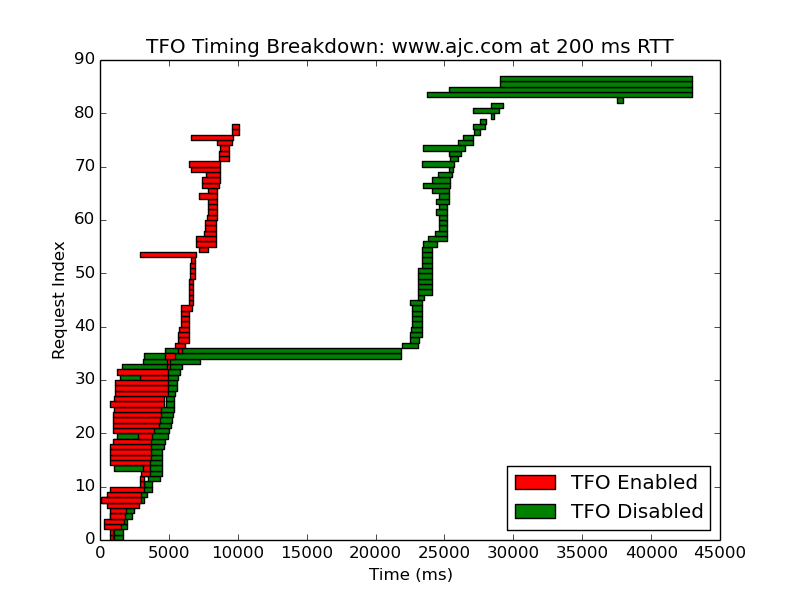 TFO Timing Breakdown: www.ajc.com at 200 ms RTT
90
80
70
60
50
40
30
20
10
0
Request Index
TFO Enabled
TFO Disabled
0 5000 10000 15000 20000 25000 30000 35000 40000 45000
Time (ms)